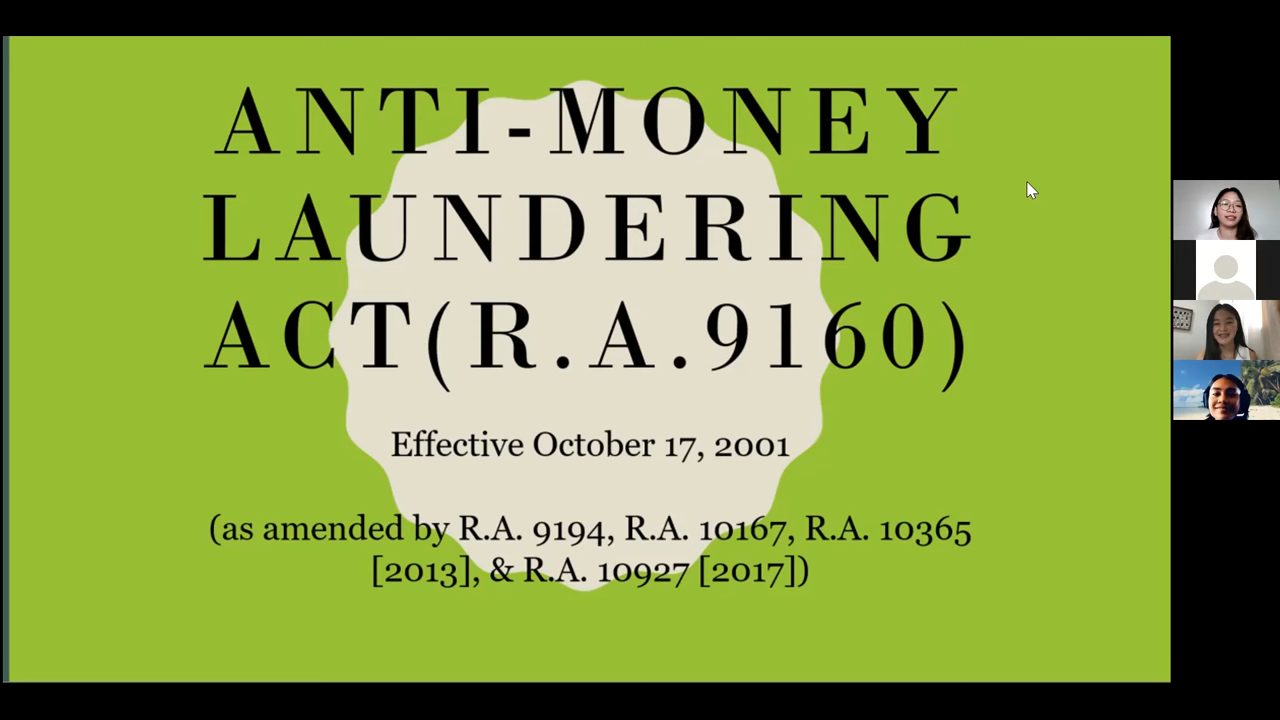 ANTI-MONEY
LAUNDERING
ACT(R.A.9160)
Effective October 17, 2001
(as amended by R.A. 9194, R.A. 10167, R.A. 10365
[2013], & R.A. 10927 [2017])